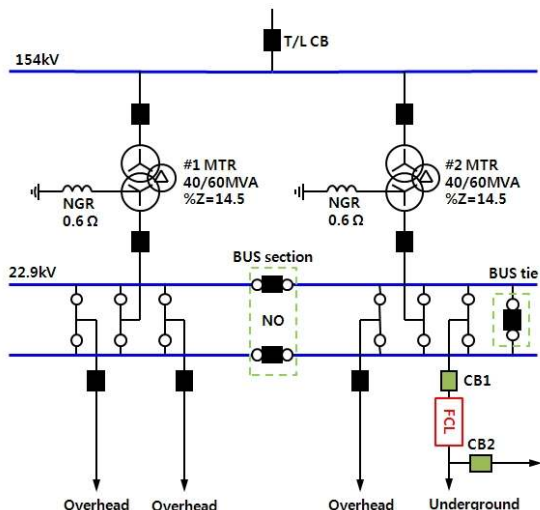 T/L CB
154kV
#1 MTR
40/60MVA
%Z=14.5
#2 MTR
40/60MVA
%Z=14.5
NGR
0.6 Ω
NGR
0.6 Ω
BUS section
22.9kV
BUS tie
NO
CB1
FCL
CB2
Overhead
Overhead
Overhead
Underground